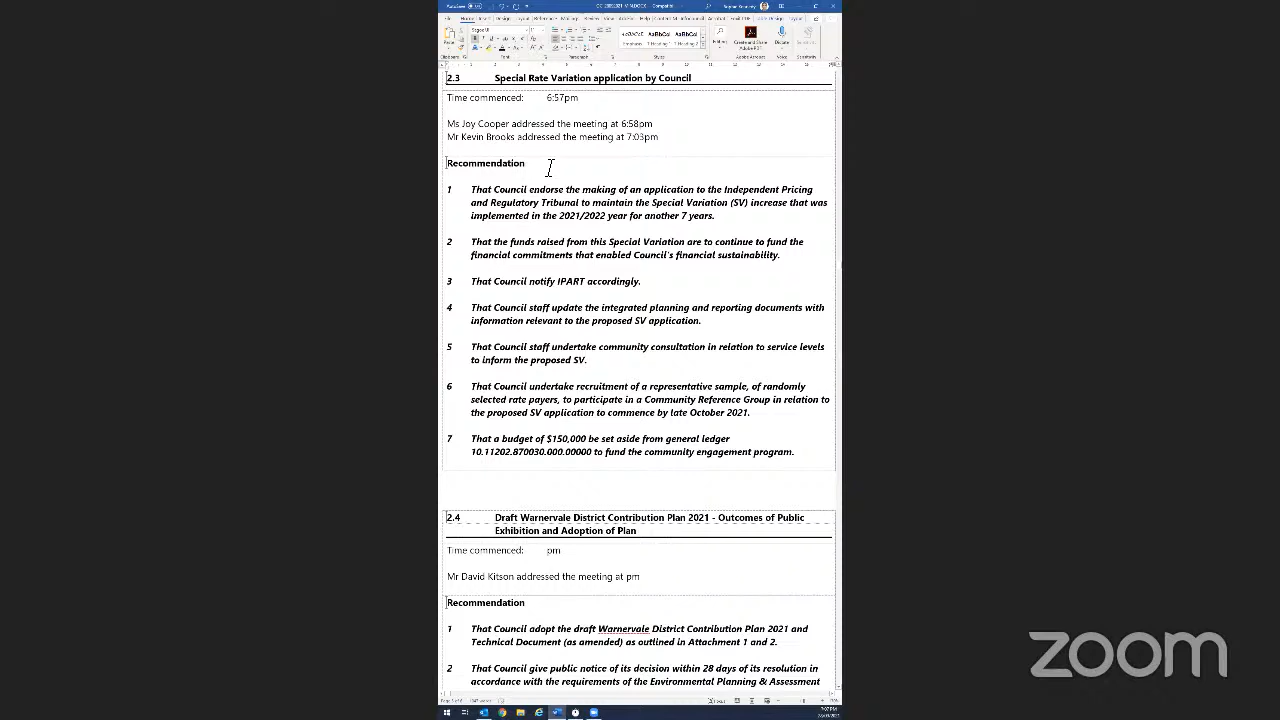 2.3 Special Rate Variation application by Council
Time commenced: 6:57pm
Ms Joy Cooper addressed the meeting at 6:58pm
Mr Kevin Brooks addressed the meeting at 7:03pm
Recommendation
1 That Council endorse the making of an application to the Independent Pricing
and Regulatory Tribunal to maintain the Special Variation (SV) increase that was
implemented in the 2021/2022 year for another 7 years.
2 That the funds raised from this Special Variation are to continue to fund the
financial commitments that enabled Council's financial sustainability.
3 That Council notify IPART accordingly.
4 That Council staff update the integrated planning and reporting documents with
information relevant to the proposed SV application.
5 That Council staff undertake community consultation in relation to service levels
to inform the proposed SV.
6 That Council undertake recruitment of a representative sample, of randomly
selected rate payers, to participate in a Community Reference Group in relation to
the proposed SV application to commence by late October 2021.
7 That a budget of $150,000 be set aside from general ledger
10.11202.870030.000.00000 to fund the community engagement program.
2.4 Draft Warnervale District Contribution Plan 2021 - Outcomes of Public
Exhibition and Adoption of Plan
Time commenced: pm
Mr David Kitson addressed the meeting at pm
Recommendation
1 That Council adopt the draft Warnervale District Contribution Plan 2021 and
Technical Document (as amended) as outlined in Attachment 1 and 2.
2 That Council give public notice of its decision within 28 days of its resolution in
accordance with the requirements of the Environmental Planning & Assessment
zoom